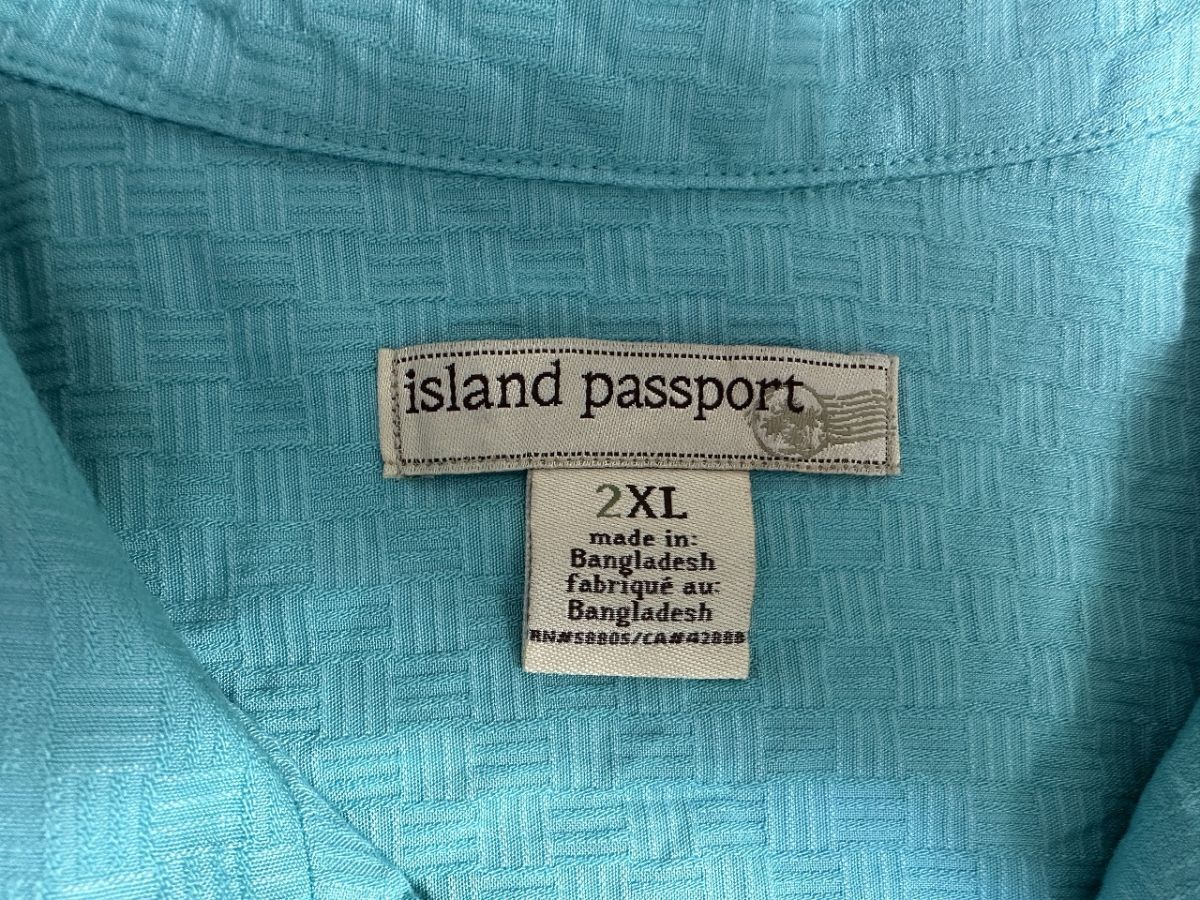 island passport
2XL
made in:
Bangladesh
fabriqué au:
Bangladesh
RN#58805/CA#42888